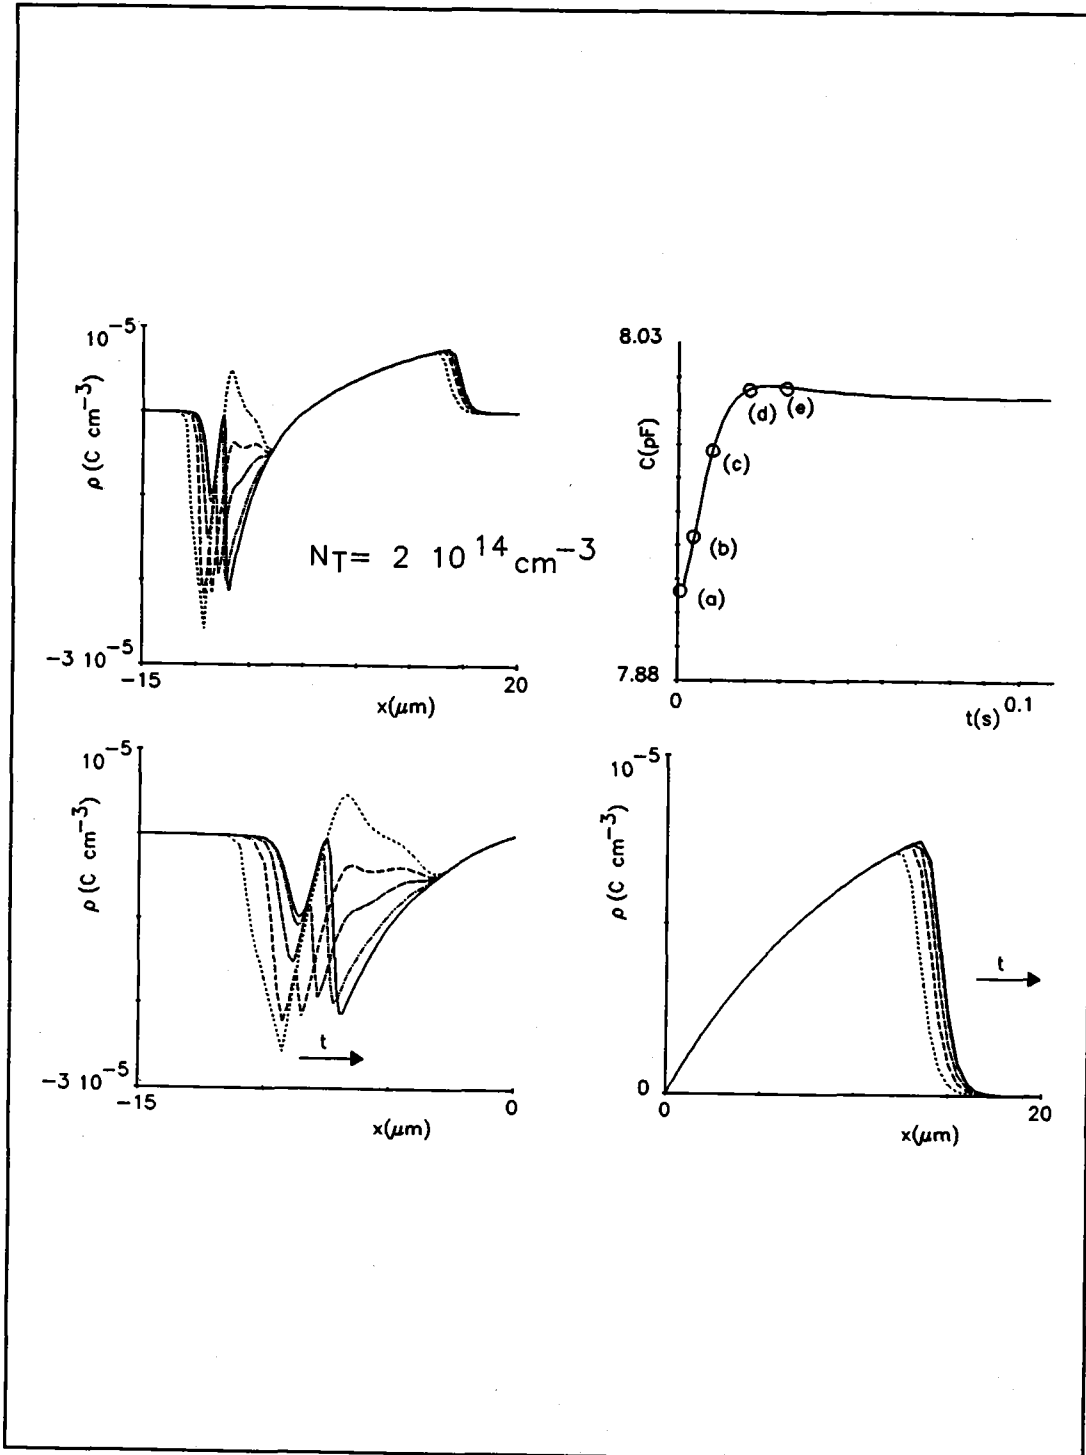 10⁻⁵
ρ (C cm⁻³)
-3 10⁻⁵
-15
20
x(μm)
N_T= 2 10¹⁴ cm⁻³
8.03
C(pF)
7.88
(a)
(b)
(c)
(d)
(e)
0
0.1
t(s)
10⁻⁵
ρ (C cm⁻³)
-3 10⁻⁵
t
-15
0
x(μm)
10⁻⁵
ρ (C cm⁻³)
0
t
0
20
x(μm)